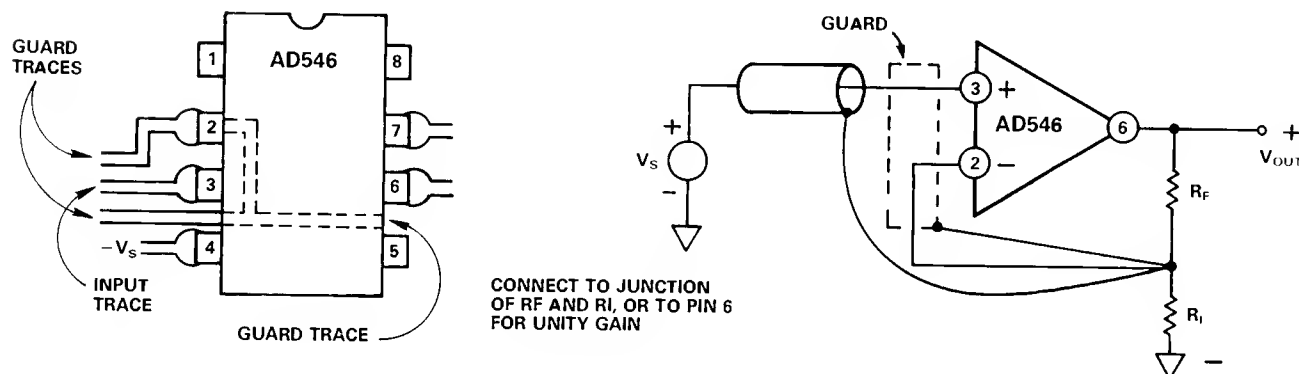 GUARD
TRACES
1
AD546
8
2
7
3
6
−VS
4
5
INPUT
TRACE
GUARD TRACE
GUARD
3
+
AD546
6
+
VOUT
+
VS
−
2
−
RF
CONNECT TO JUNCTION
OF RF AND RI, OR TO PIN 6
FOR UNITY GAIN
RI
−